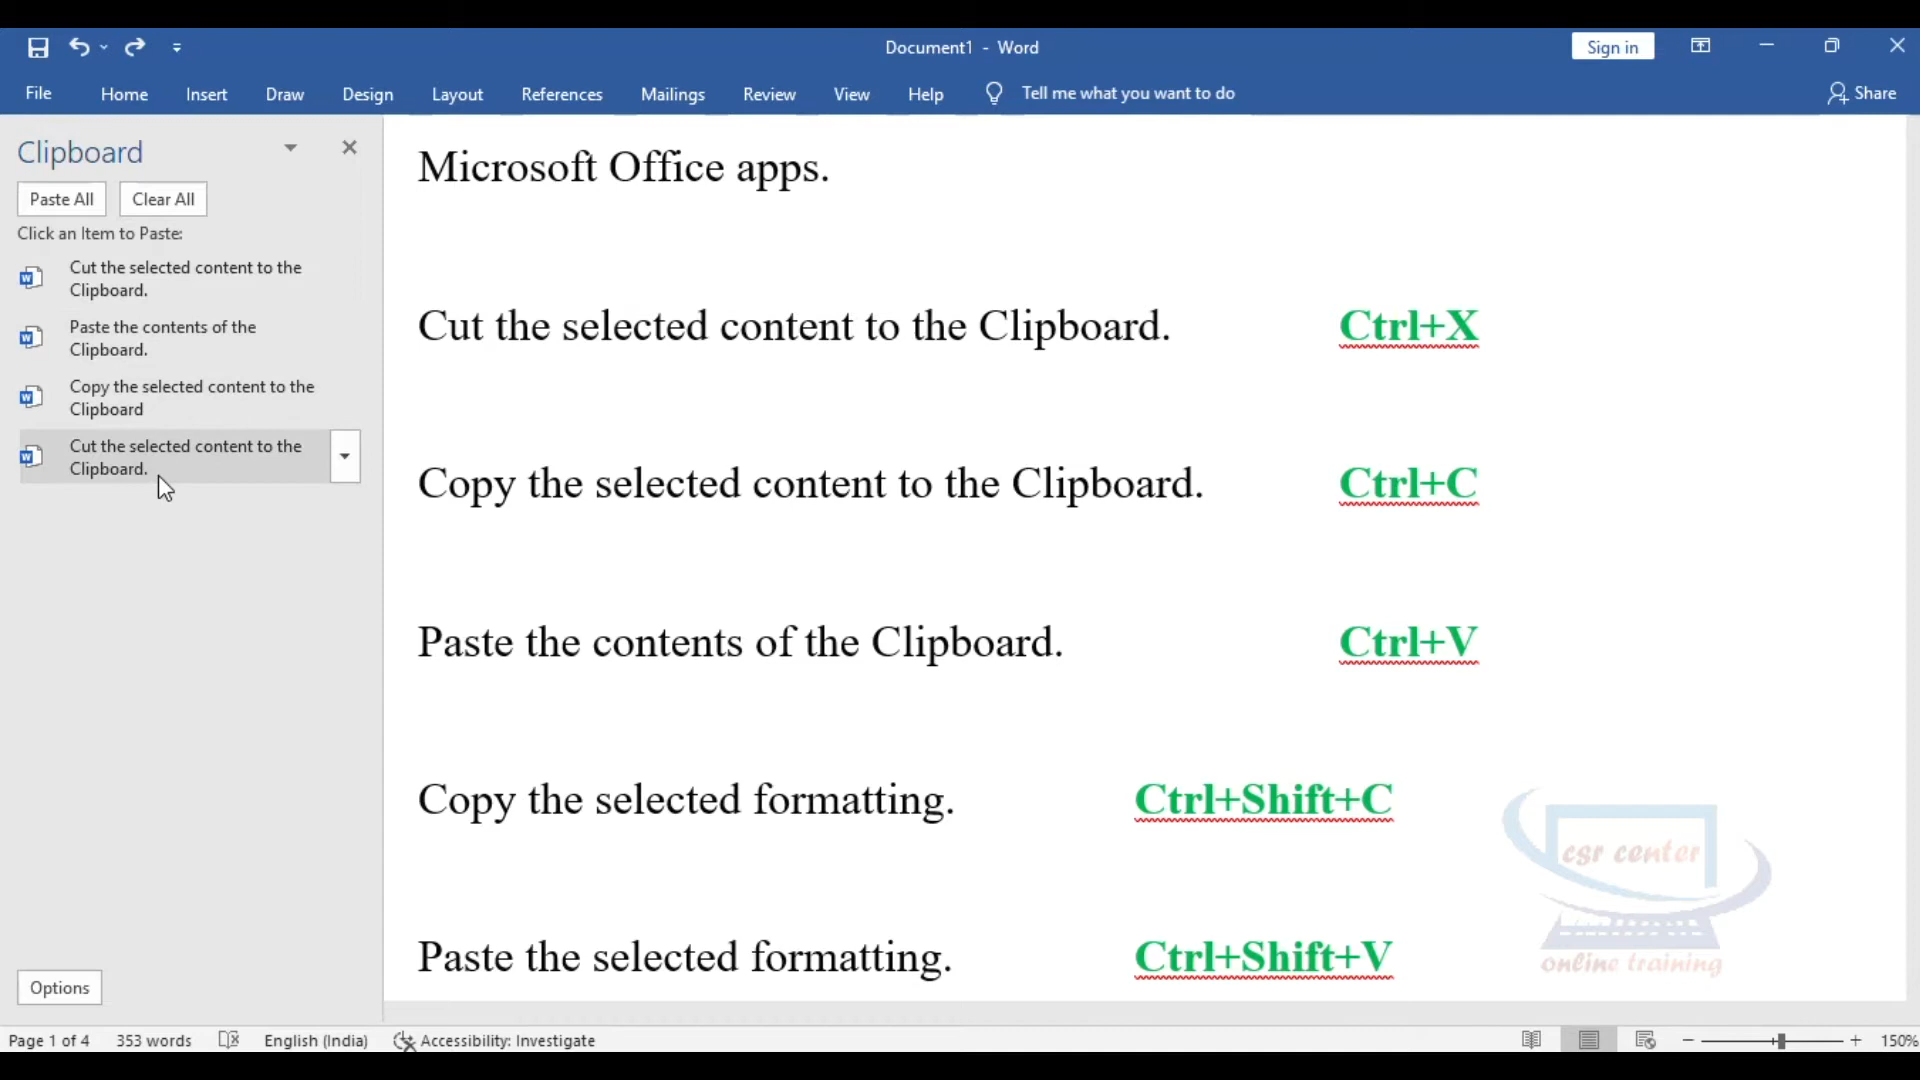 Document1 - Word
Sign in
File Home Insert Draw Design Layout References Mailings Review View Help Tell me what you want to do Share
Clipboard
Paste All Clear All
Click an Item to Paste:
Cut the selected content to the
Clipboard.
Paste the contents of the
Clipboard.
Copy the selected content to the
Clipboard
Cut the selected content to the
Clipboard.
Options
Microsoft Office apps.
Cut the selected content to the Clipboard. Ctrl+X
Copy the selected content to the Clipboard. Ctrl+C
Paste the contents of the Clipboard. Ctrl+V
Copy the selected formatting. Ctrl+Shift+C
Paste the selected formatting. Ctrl+Shift+V
csr center
online training
Page 1 of 4 353 words English (India) Accessibility: Investigate 150%